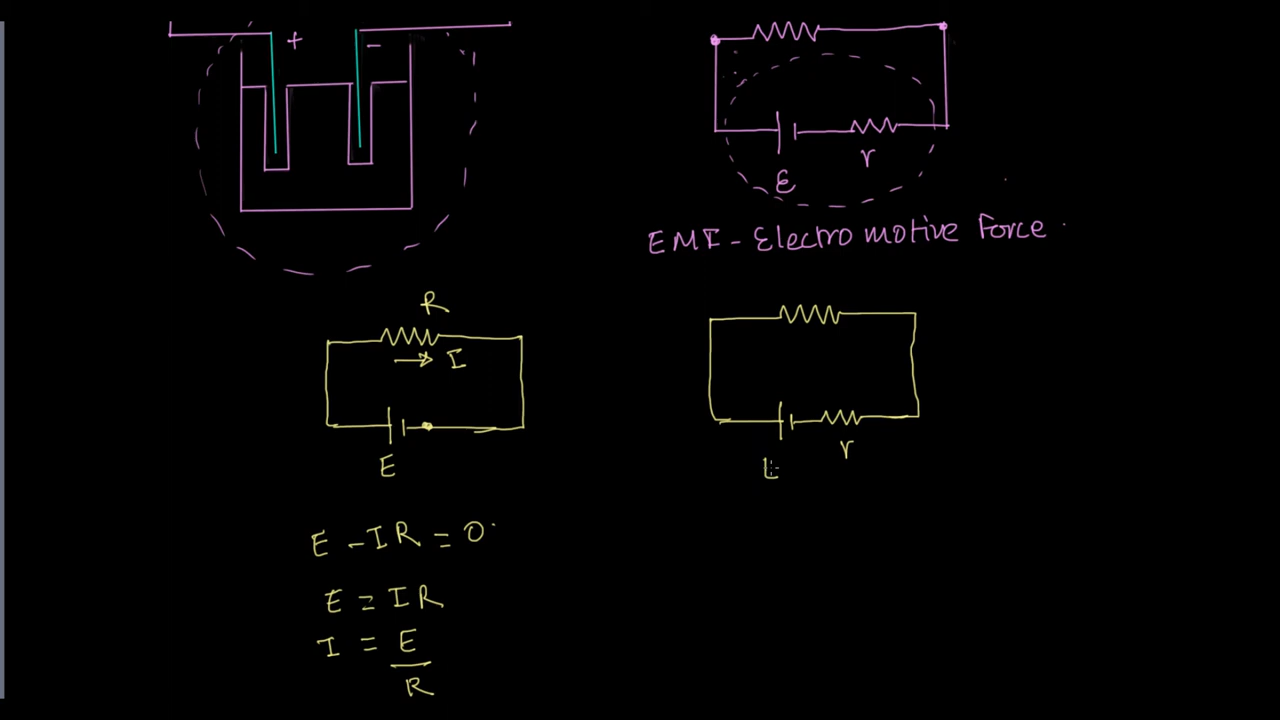 + -
r
ε
EMF - Electro motive Force
R
I
E
r
E - IR = 0
E = IR
I = E
R